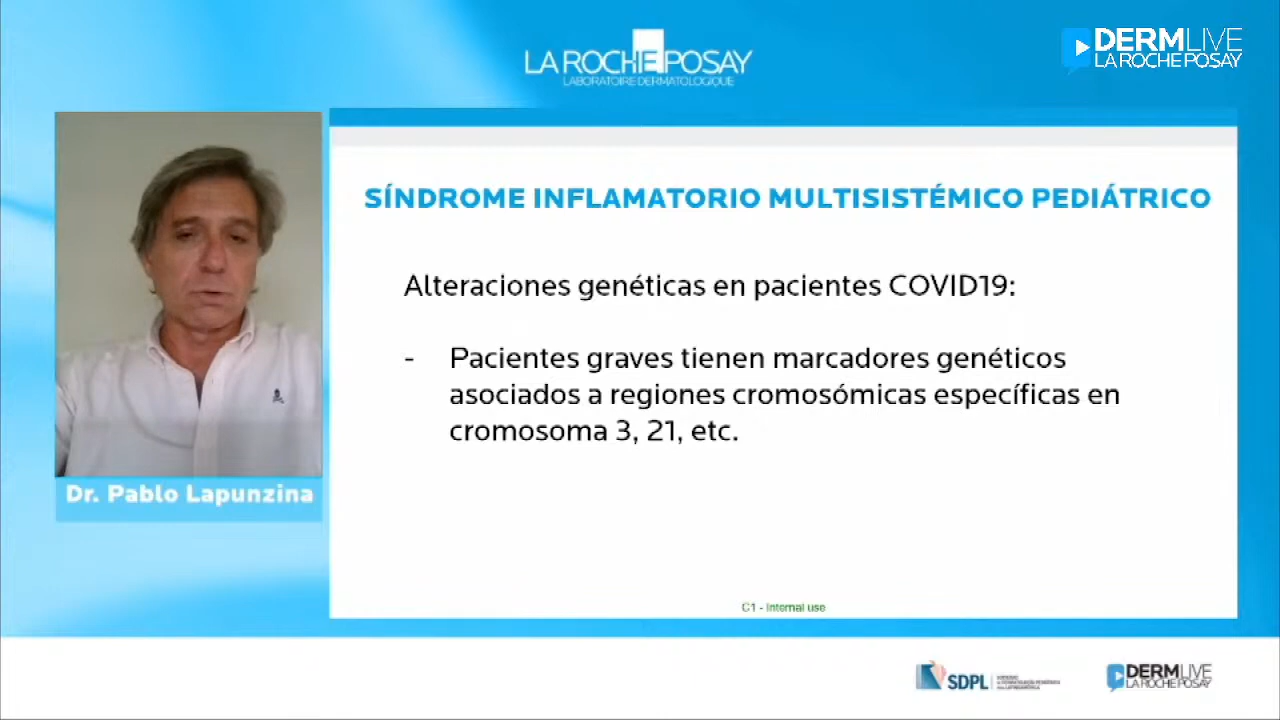 LA ROCHE POSAY
LABORATOIRE DERMATOLOGIQUE
DERMLIVE
LA ROCHE POSAY
SÍNDROME INFLAMATORIO MULTISISTÉMICO PEDIÁTRICO
Alteraciones genéticas en pacientes COVID19:
- Pacientes graves tienen marcadores genéticos
asociados a regiones cromosómicas específicas en
cromosoma 3, 21, etc.
Dr. Pablo Lapunzina
C1 - Internal use
SDPL
DERMLIVE
LA ROCHE POSAY